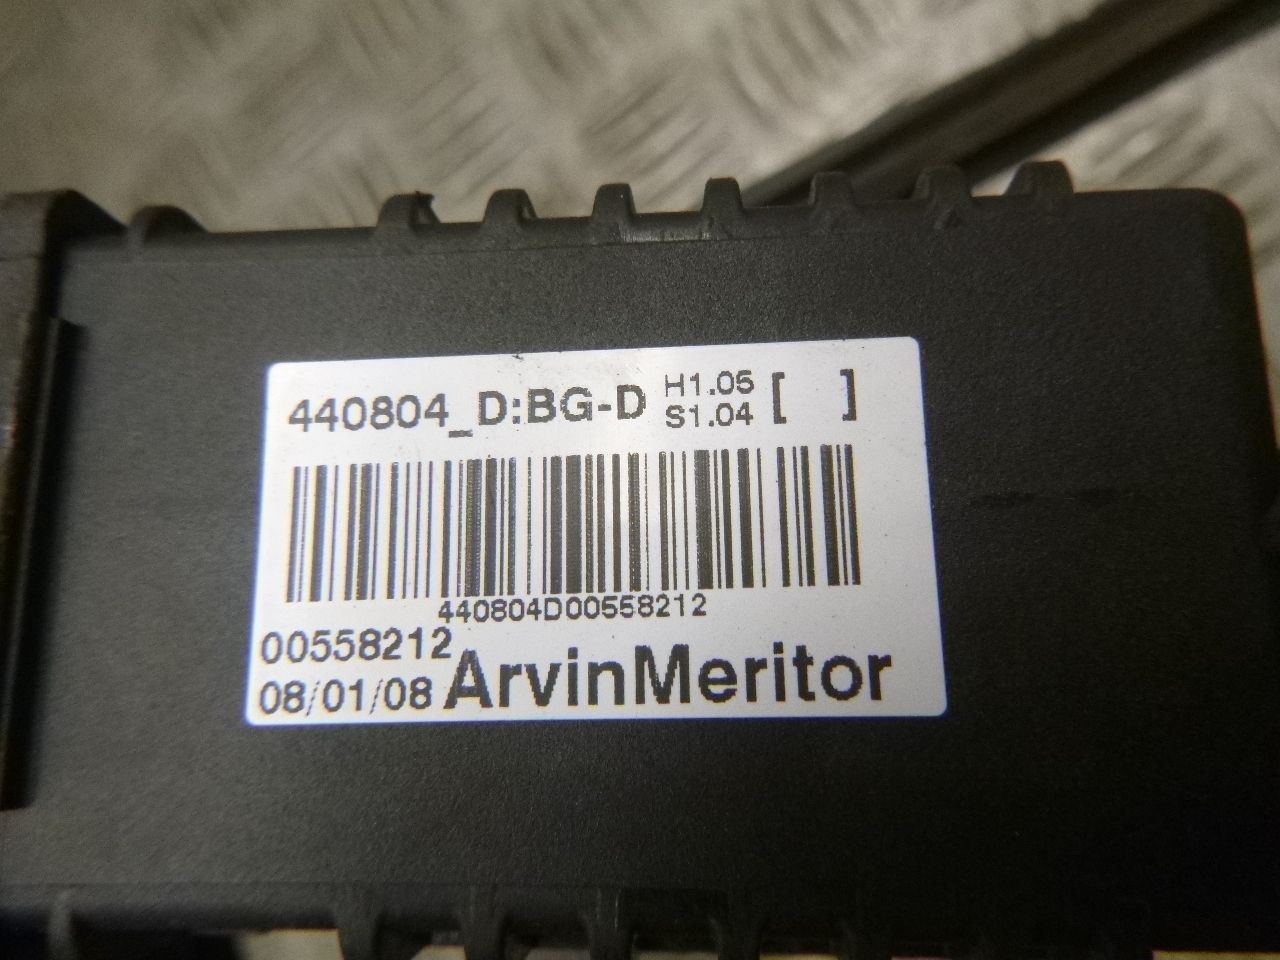 440804_D:BG-D H1.05 [ ]
S1.04
440804D00558212
00558212
08/01/08 ArvinMeritor